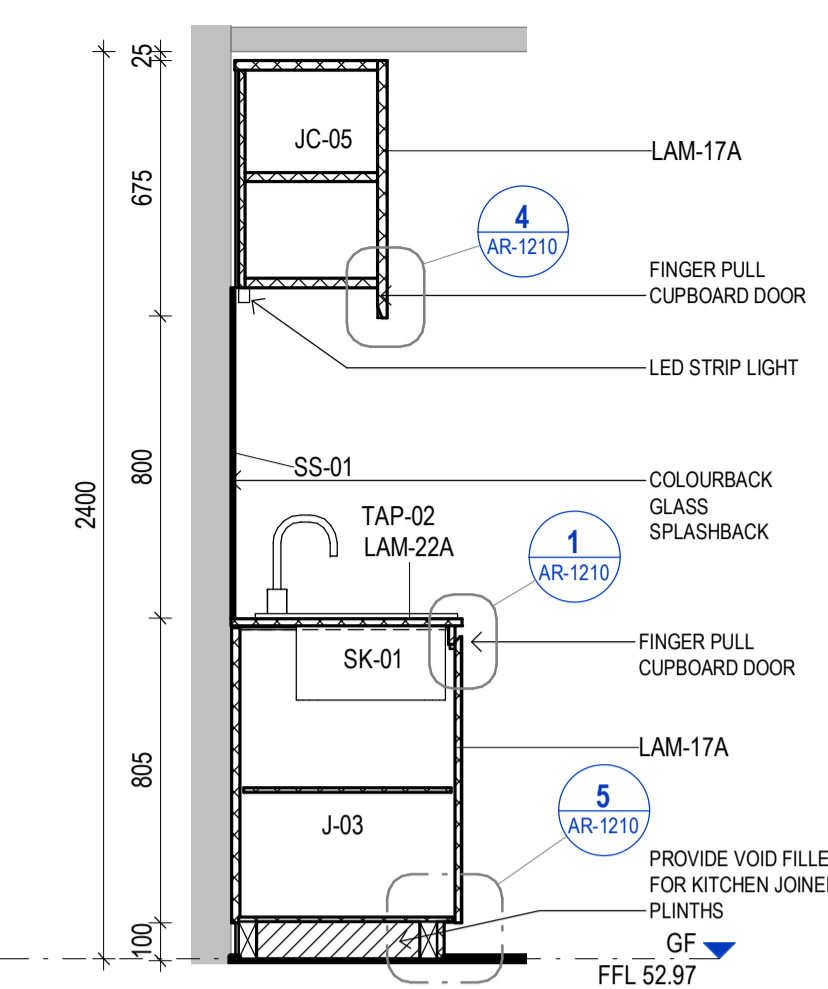 25
JC-05
LAM-17A
675
4
AR-1210
FINGER PULL
CUPBOARD DOOR
LED STRIP LIGHT
800
SS-01
COLOURBACK
GLASS
SPLASHBACK
2400
TAP-02
LAM-22A
1
AR-1210
SK-01
FINGER PULL
CUPBOARD DOOR
805
LAM-17A
J-03
5
AR-1210
PROVIDE VOID FILLE
FOR KITCHEN JOINE
PLINTHS
100
GF
FFL 52.97